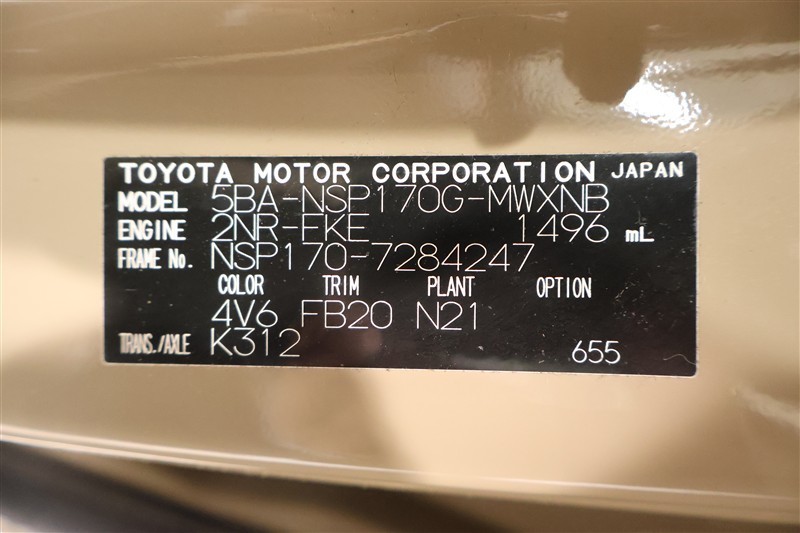 TOYOTA MOTOR CORPORATION JAPAN
MODEL 5BA-NSP170G-MWXNB
ENGINE 2NR-FKE 1496 mL
FRAME No. NSP170-7284247
COLOR TRIM PLANT OPTION
4V6 FB20 N21
TRANS./AXLE K312 655